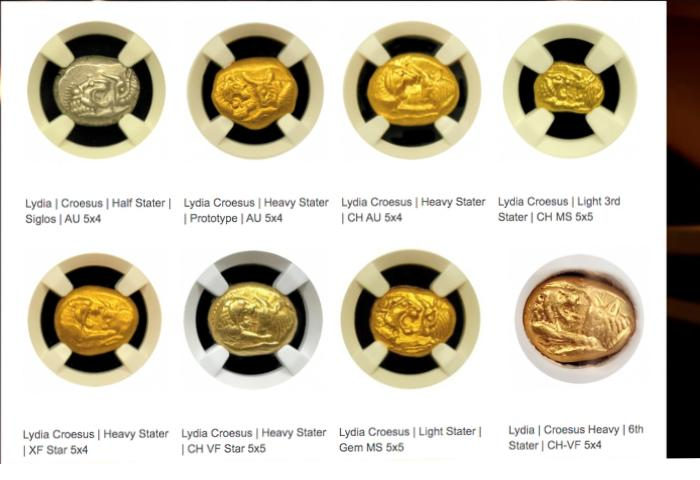 Lydia | Croesus | Half Stater |
Siglos | AU 5x4
Lydia Croesus | Heavy Stater
| Prototype | AU 5x4
Lydia Croesus | Heavy Stater
| CH AU 5x4
Lydia Croesus | Light 3rd
Stater | CH MS 5x5
Lydia Croesus | Heavy Stater
| XF Star 5x4
Lydia Croesus | Heavy Stater
| CH VF Star 5x5
Lydia Croesus | Light Stater |
Gem MS 5x5
Lydia | Croesus Heavy | 6th
Stater | CH-VF 5x4